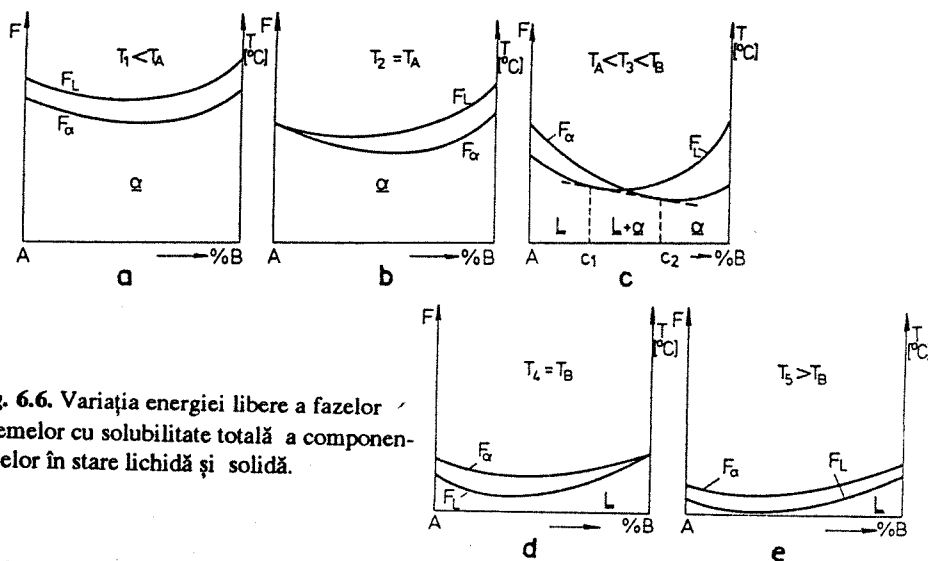 F
T
[°C]
T₁<T_A
F_L
F_α
α
A
%B
a
T
[°C]
T₂=T_A
F_L
F_α
α
A
%B
b
F
T
[°C]
T_A<T₃<T_B
F_α
F_L
L
L+α
α
A
c₁
c₂
%B
c
F
T
[°C]
T₄=T_B
F_α
F_L
L
A
%B
d
F
T
[°C]
T₅>T_B
F_α
F_L
L
A
%B
e
g. 6.6. Variația energiei libere a fazelor
emelor cu solubilitate totală a componen-
elor în stare lichidă și solidă.